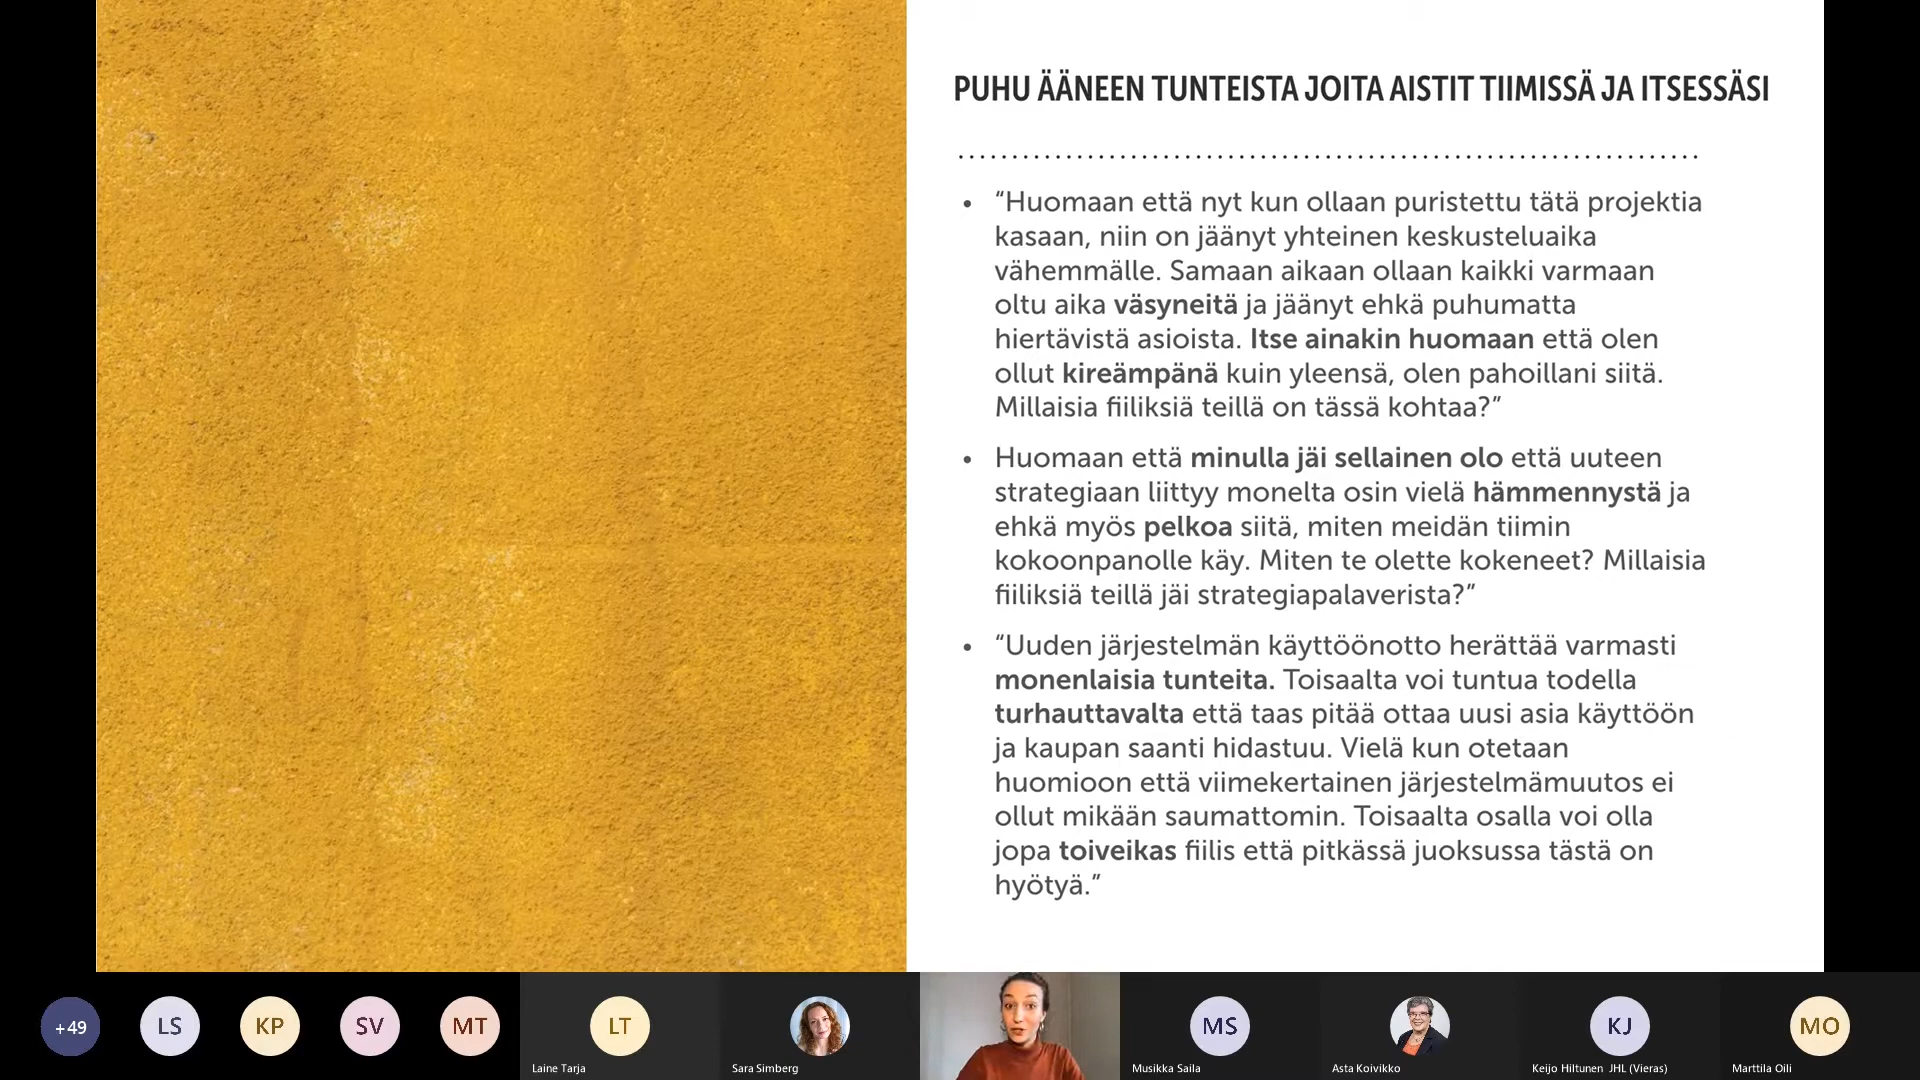 PUHU ÄÄNEEN TUNTEISTA JOITA AISTIT TIIMISSÄ JA ITSESSÄSI
• “Huomaan että nyt kun ollaan puristettu tätä projektia
kasaan, niin on jäänyt yhteinen keskusteluaika
vähemmälle. Samaan aikaan ollaan kaikki varmaan
oltu aika väsyneitä ja jäänyt ehkä puhumatta
hiertävistä asioista. Itse ainakin huomaan että olen
ollut kireämpänä kuin yleensä, olen pahoillani siitä.
Millaisia fiiliksiä teillä on tässä kohtaa?”
• Huomaan että minulla jäi sellainen olo että uuteen
strategiaan liittyy monelta osin vielä hämmennystä ja
ehkä myös pelkoa siitä, miten meidän tiimin
kokoonpanolle käy. Miten te olette kokeneet? Millaisia
fiiliksiä teillä jäi strategiapalaverista?”
• “Uuden järjestelmän käyttöönotto herättää varmasti
monenlaisia tunteita. Toisaalta voi tuntua todella
turhauttavalta että taas pitää ottaa uusi asia käyttöön
ja kaupan saanti hidastuu. Vielä kun otetaan
huomioon että viimekertainen järjestelmämuutos ei
ollut mikään saumattomin. Toisaalta osalla voi olla
jopa toiveikas fiilis että pitkässä juoksussa tästä on
hyötyä.”
+49 LS KP SV MT LT MS KJ MO
Laine Tarja Sara Simberg Musikka Saila Asta Koivikko Keijo Hiltunen JHL (Vieras) Marttila Oili